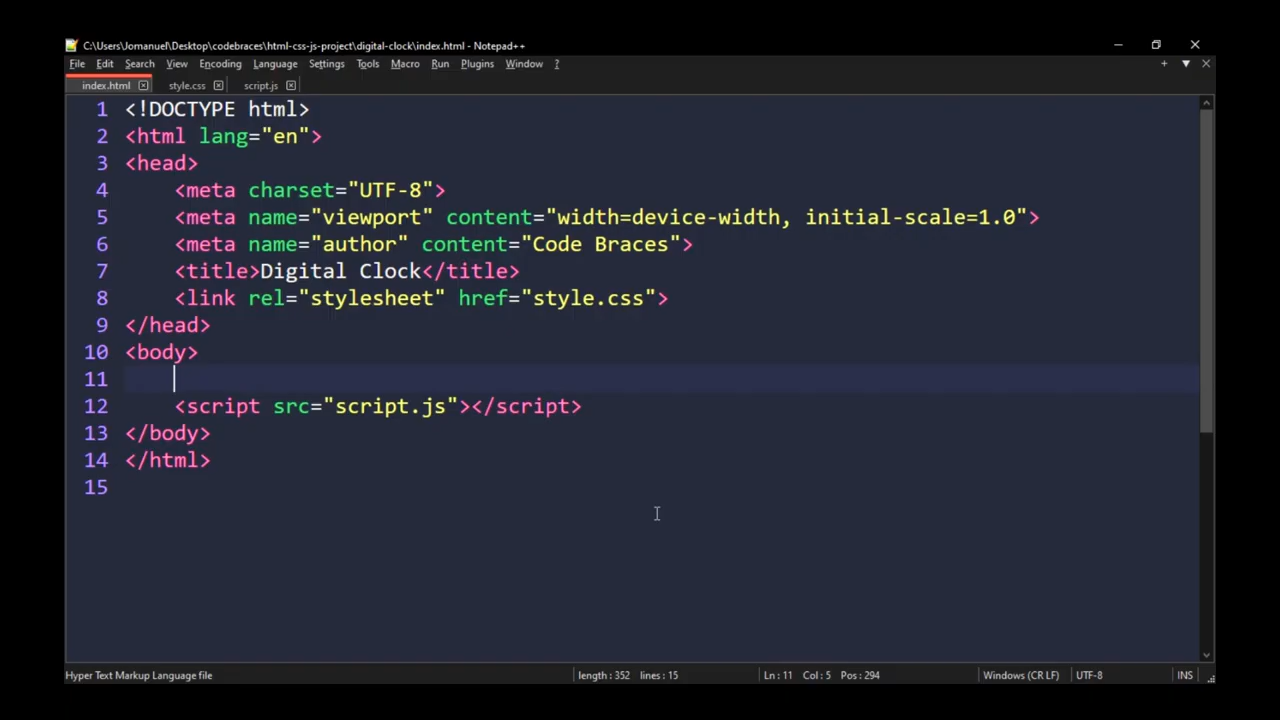 C:\Users\Jomanuel\Desktop\codebraces\html-css-js-project\digital-clock\index.html - Notepad++
File Edit Search View Encoding Language Settings Tools Macro Run Plugins Window ?
index.html style.css script.js
1 <!DOCTYPE html>
2 <html lang="en">
3 <head>
4 <meta charset="UTF-8">
5 <meta name="viewport" content="width=device-width, initial-scale=1.0">
6 <meta name="author" content="Code Braces">
7 <title>Digital Clock</title>
8 <link rel="stylesheet" href="style.css">
9 </head>
10 <body>
11
12 <script src="script.js"></script>
13 </body>
14 </html>
15
Hyper Text Markup Language file length : 352 lines : 15 Ln : 11 Col : 5 Pos : 294 Windows (CR LF) UTF-8 INS